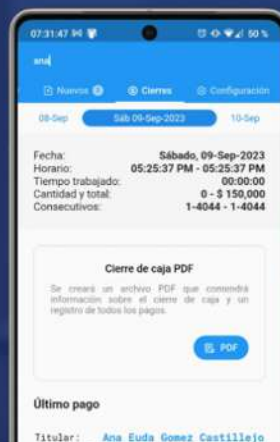 07:31:47
50 %
ana
Nuevos
Cierres
Configuración
08-Sep
Sáb 09-Sep-2023
10-Sep
Fecha: Sábado, 09-Sep-2023
Horario: 05:25:37 PM - 05:25:37 PM
Tiempo trabajado: 00:00:00
Cantidad y total: 0 - $ 150,000
Consecutivos: 1-4044 - 1-4044
Cierre de caja PDF
Se creará un archivo PDF que contendrá
información sobre el cierre de caja y un
registro de todos los pagos.
PDF
Último pago
Titular: Ana Euda Gomez Castillejo